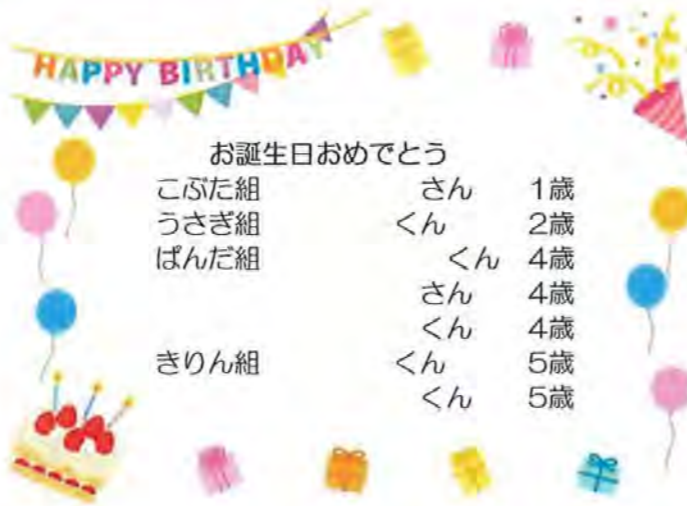 HAPPY BIRTHDAY
お誕生日おめでとう
こぶた組 さん 1歳
うさぎ組 くん 2歳
ぱんだ組 くん 4歳
さん 4歳
くん 4歳
きりん組 くん 5歳
くん 5歳